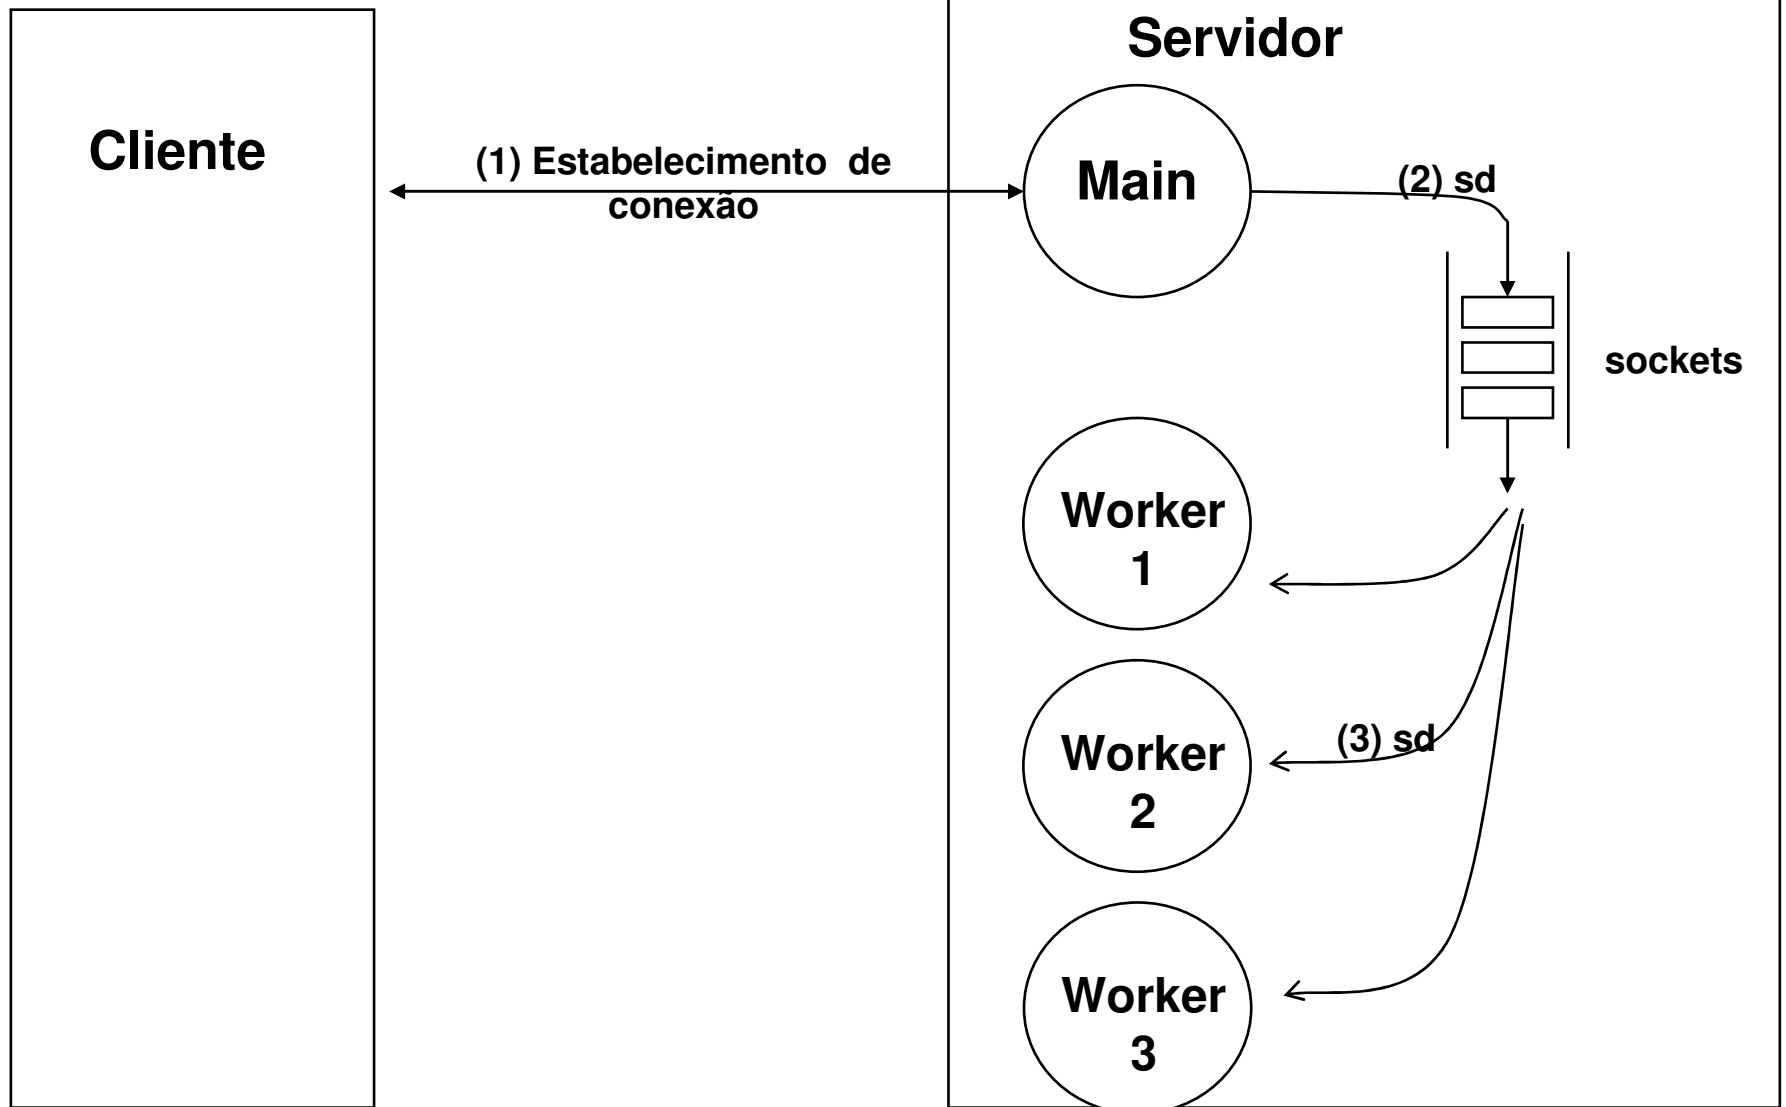 Servidor
Cliente
(1) Estabelecimento de
conexão
Main
(2) sd
sockets
Worker
1
Worker
2
(3) sd
Worker
3